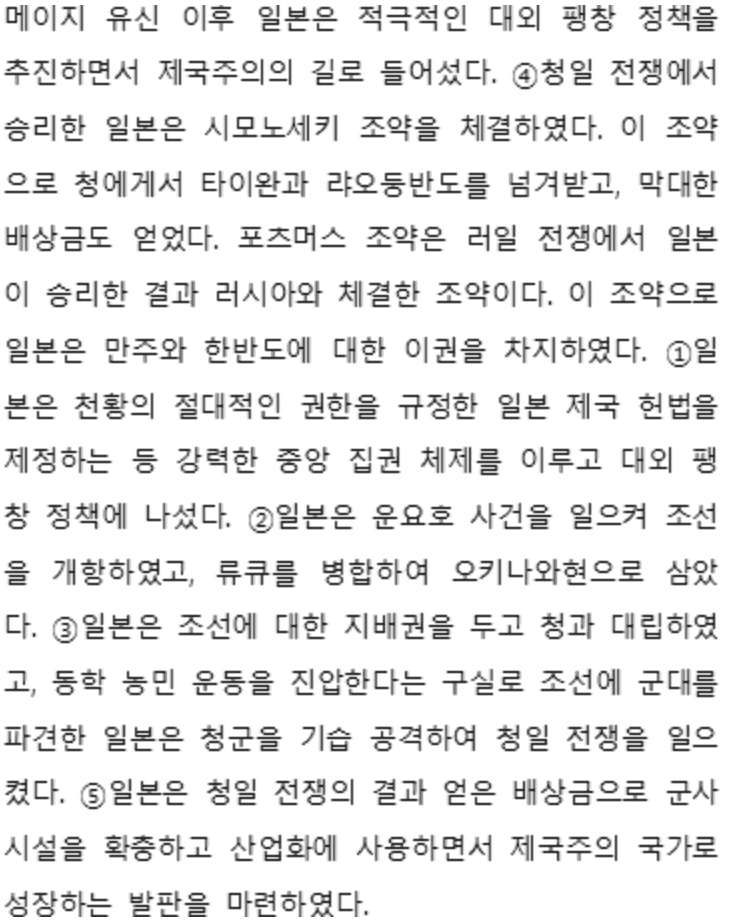 메이지 유신 이후 일본은 적극적인 대외 팽창 정책을
추진하면서 제국주의의 길로 들어섰다. ④청일 전쟁에서
승리한 일본은 시모노세키 조약을 체결하였다. 이 조약
으로 청에게서 타이완과 랴오둥반도를 넘겨받고, 막대한
배상금도 얻었다. 포츠머스 조약은 러일 전쟁에서 일본
이 승리한 결과 러시아와 체결한 조약이다. 이 조약으로
일본은 만주와 한반도에 대한 이권을 차지하였다. ①일
본은 천황의 절대적인 권한을 규정한 일본 제국 헌법을
제정하는 등 강력한 중앙 집권 체제를 이루고 대외 팽
창 정책에 나섰다. ②일본은 운요호 사건을 일으켜 조선
을 개항하였고, 류큐를 병합하여 오키나와현으로 삼았
다. ③일본은 조선에 대한 지배권을 두고 청과 대립하였
고, 동학 농민 운동을 진압한다는 구실로 조선에 군대를
파견한 일본은 청군을 기습 공격하여 청일 전쟁을 일으
켰다. ⑤일본은 청일 전쟁의 결과 얻은 배상금으로 군사
시설을 확충하고 산업화에 사용하면서 제국주의 국가로
성장하는 발판을 마련하였다.